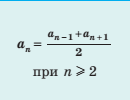 aₙ = (aₙ₋₁ + aₙ₊₁) / 2
при n ⩾ 2